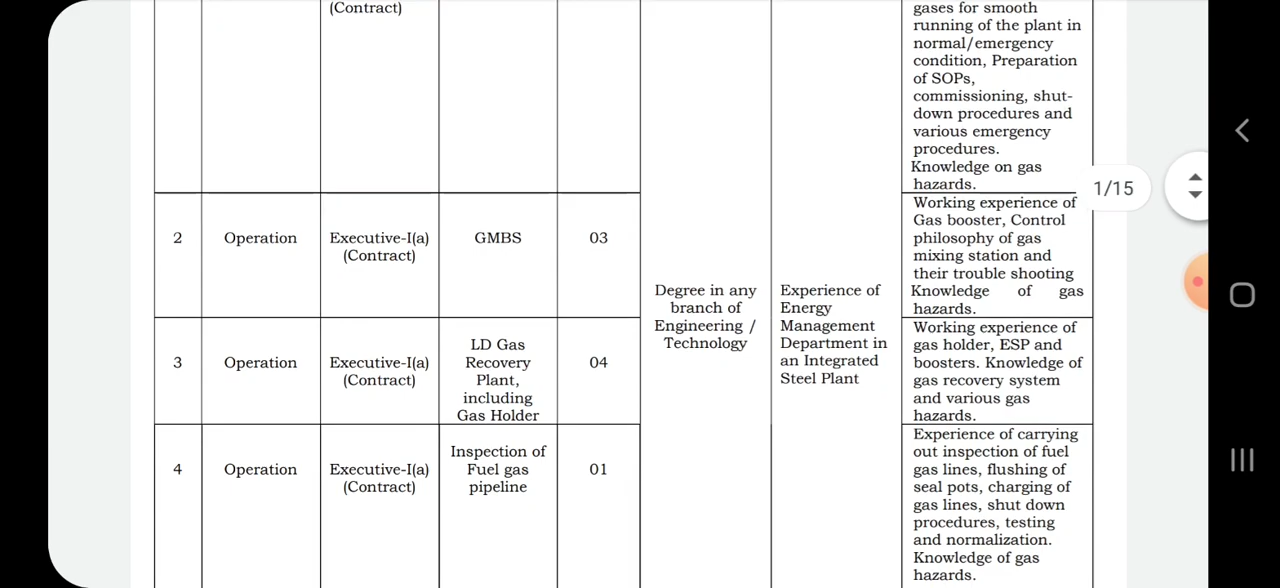 (Contract)
gases for smooth
running of the plant in
normal/emergency
condition, Preparation
of SOPs,
commissioning, shut-
down procedures and
various emergency
procedures.
Knowledge on gas
hazards.
1/15
2
Operation
Executive-I(a)
(Contract)
GMBS
03
Working experience of
Gas booster, Control
philosophy of gas
mixing station and
their trouble shooting
Knowledge of gas
hazards.
Degree in any
branch of
Engineering /
Technology
Experience of
Energy
Management
Department in
an Integrated
Steel Plant
3
Operation
Executive-I(a)
(Contract)
LD Gas
Recovery
Plant,
including
Gas Holder
04
Working experience of
gas holder, ESP and
boosters. Knowledge of
gas recovery system
and various gas
hazards.
4
Operation
Executive-I(a)
(Contract)
Inspection of
Fuel gas
pipeline
01
Experience of carrying
out inspection of fuel
gas lines, flushing of
seal pots, charging of
gas lines, shut down
procedures, testing
and normalization.
Knowledge of gas
hazards.